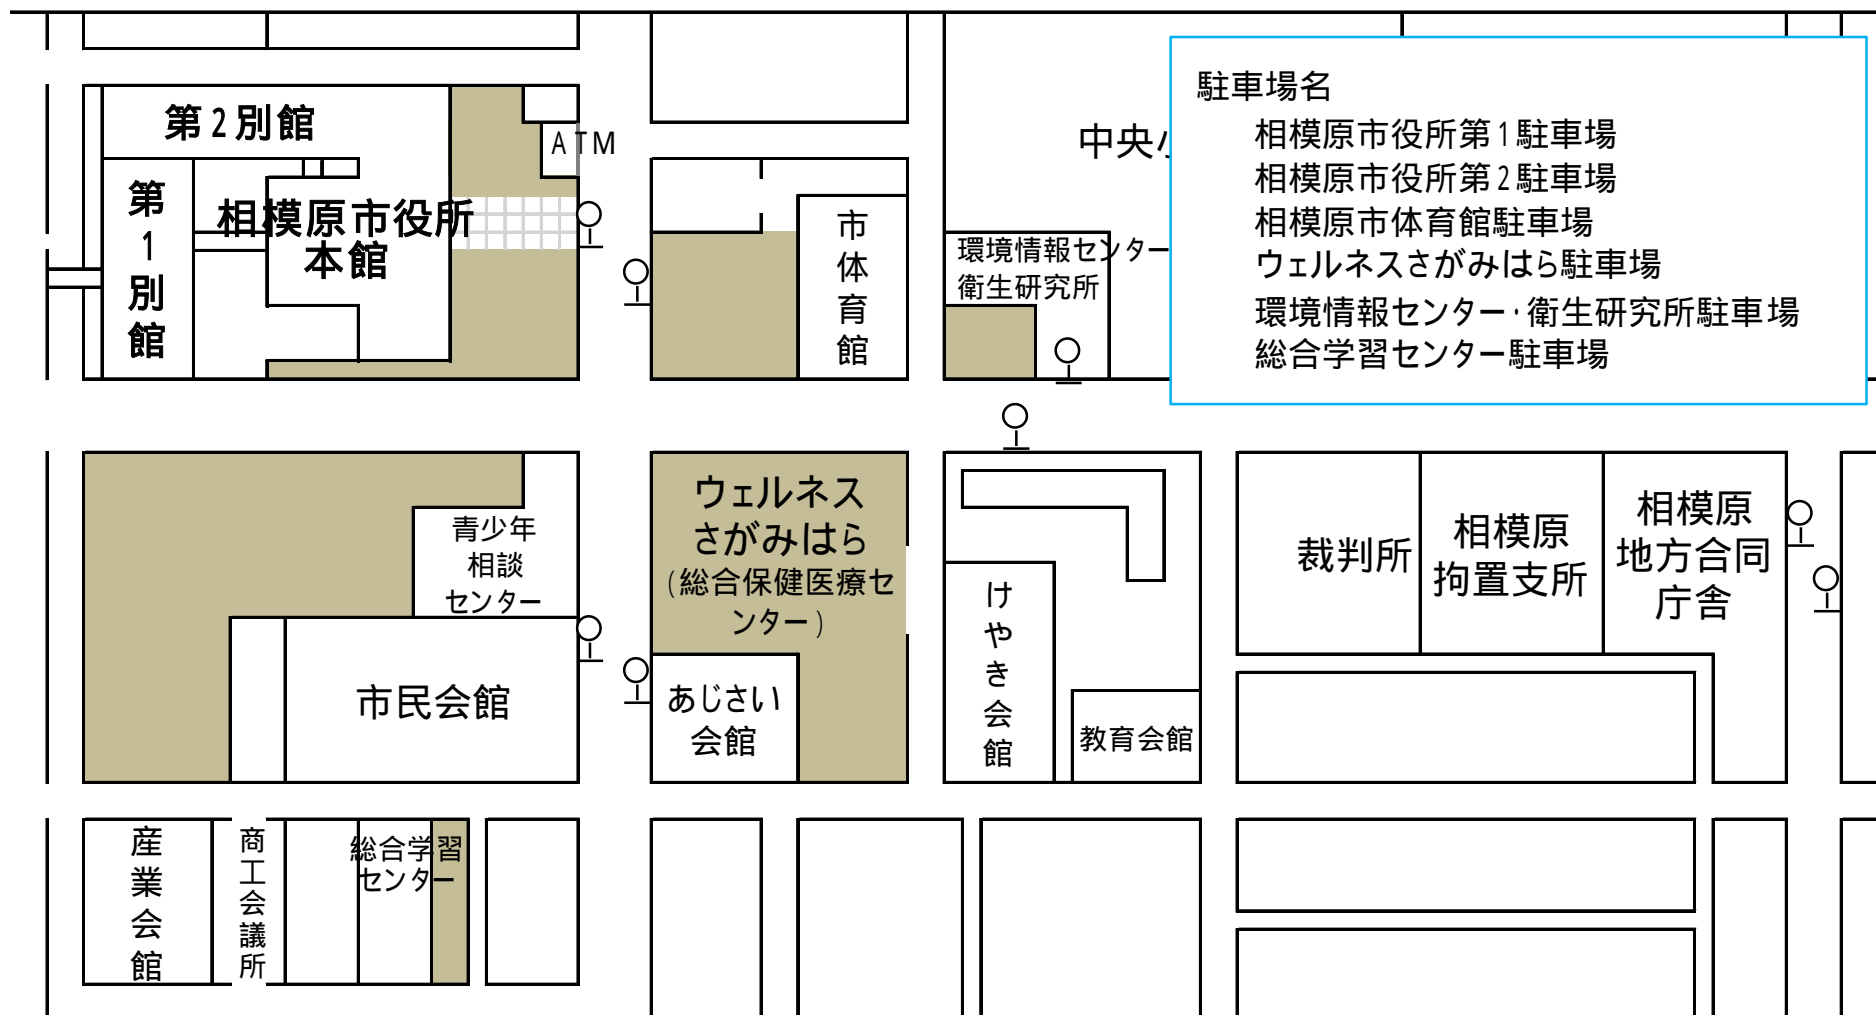 第2別館
ATM
第1別館
相模原市役所
本館
市体育館
中央小
環境情報センター
衛生研究所
駐車場名
相模原市役所第1駐車場
相模原市役所第2駐車場
相模原市体育館駐車場
ウェルネスさがみはら駐車場
環境情報センター・衛生研究所駐車場
総合学習センター駐車場
青少年
相談
センター
市民会館
ウェルネス
さがみはら
(総合保健医療セ
ンター)
あじさい
会館
けやき会館
教育会館
裁判所
相模原
拘置支所
相模原
地方合同
庁舎
産業会館
商工会議所
総合学習
センター